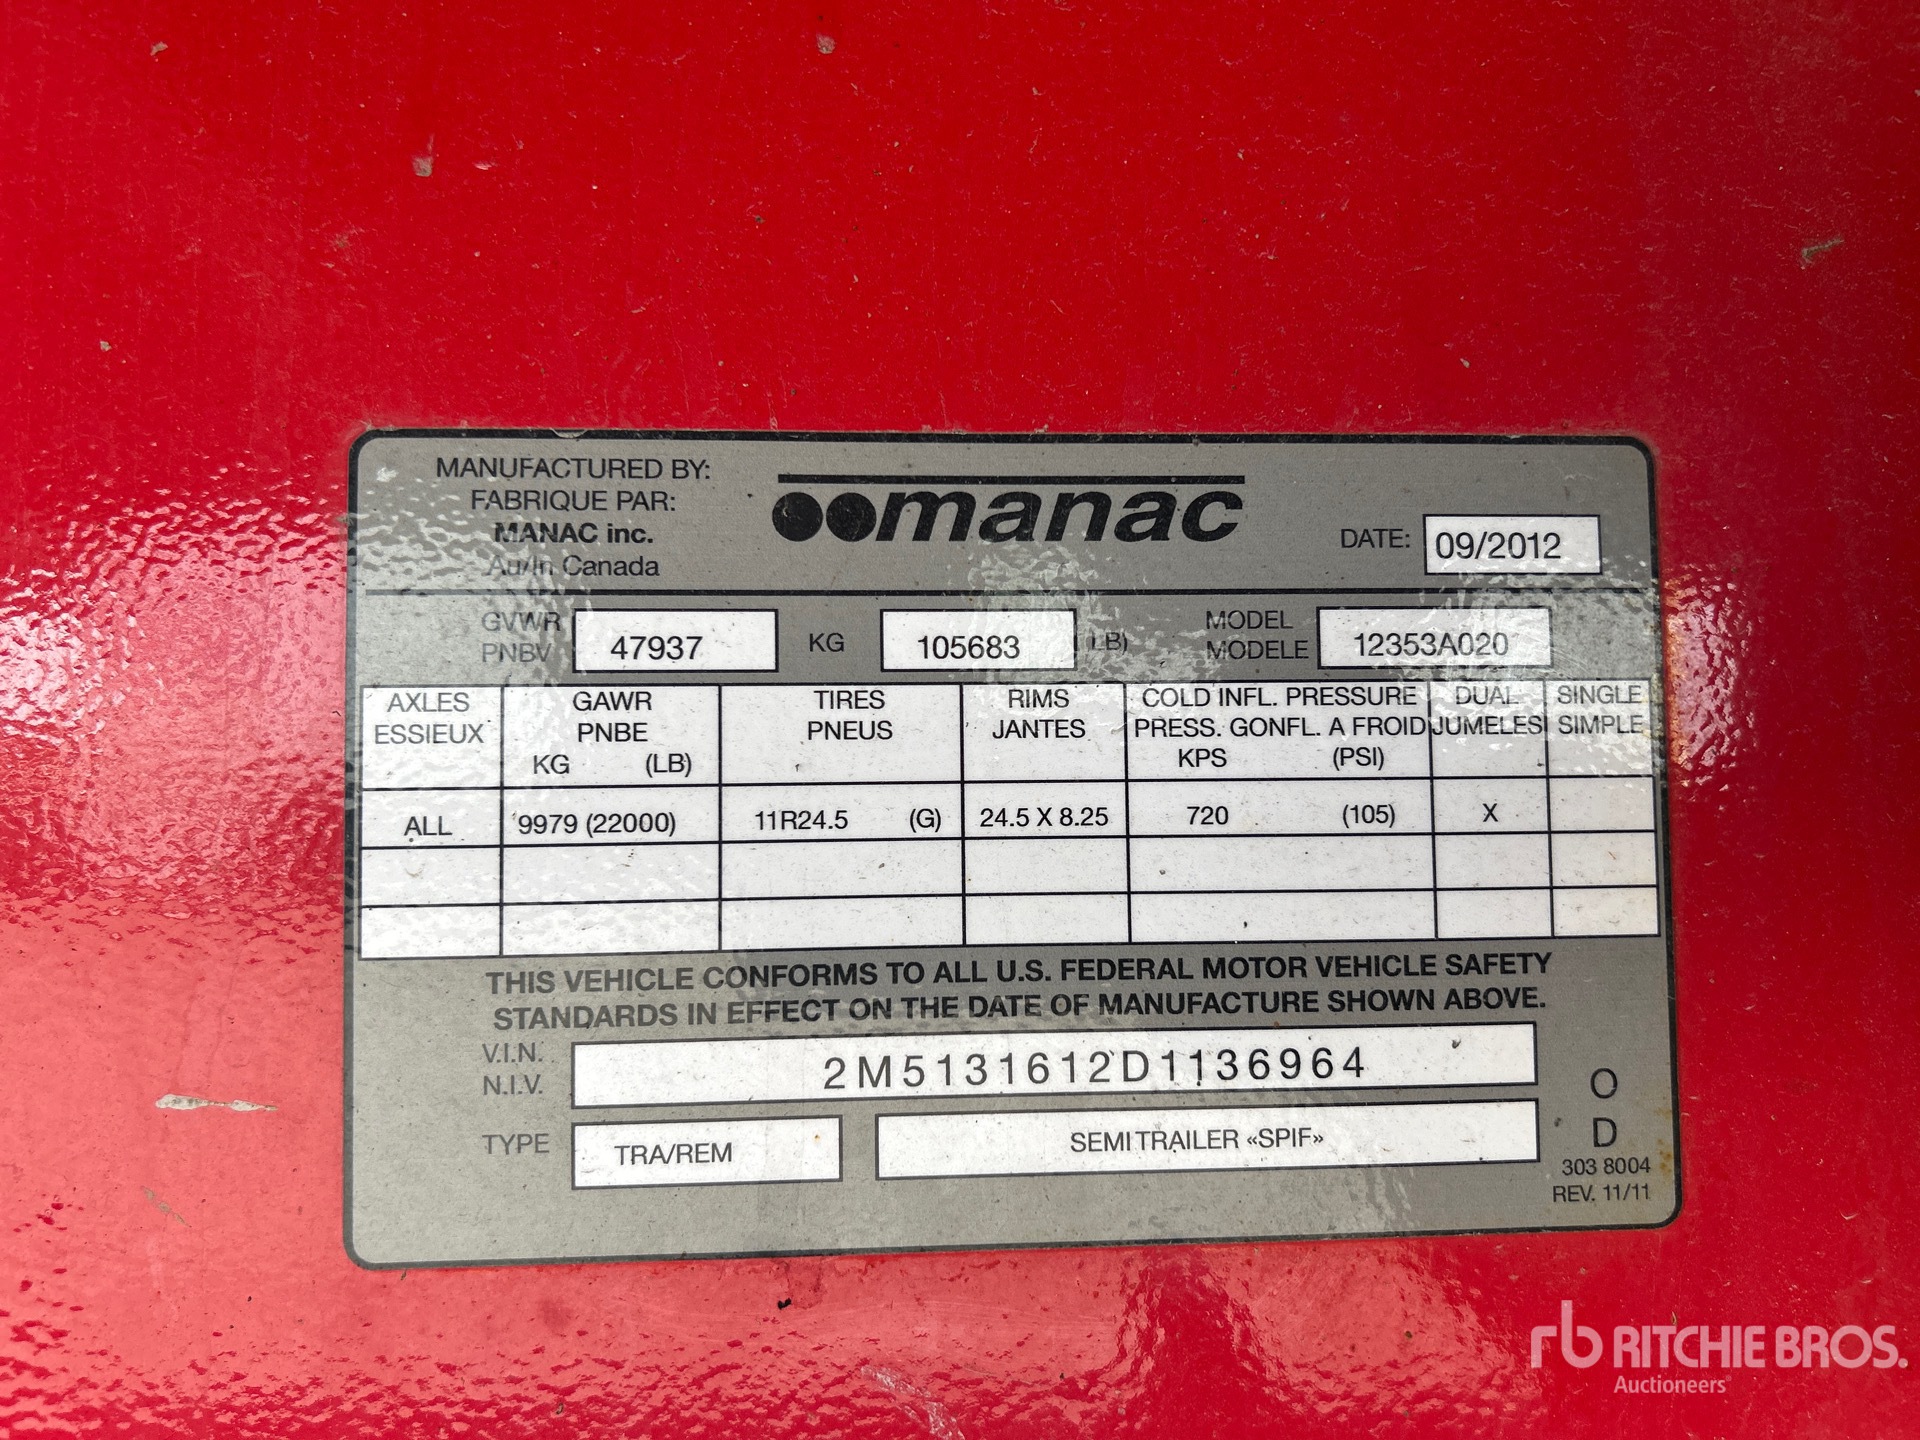 MANUFACTURED BY:
FABRIQUE PAR:
MANAC inc.
Au/In Canada
manac
DATE: 09/2012
GVWR
PNBV
47937 KG 105683 (LB)
MODEL
MODELE
12353A020
AXLES
ESSIEUX
GAWR
PNBE
KG (LB)
TIRES
PNEUS
RIMS
JANTES
COLD INFL. PRESSURE
PRESS. GONFL. A FROID
KPS (PSI)
DUAL
JUMELES
SINGLE
SIMPLE
ALL 9979 (22000) 11R24.5 (G) 24.5 X 8.25 720 (105) X
THIS VEHICLE CONFORMS TO ALL U.S. FEDERAL MOTOR VEHICLE SAFETY
STANDARDS IN EFFECT ON THE DATE OF MANUFACTURE SHOWN ABOVE.
V.I.N.
N.I.V.
2M5131612D1136964
TYPE TRA/REM SEMITRAILER «SPIF»
O
D
303 8004
REV. 11/11
rb RITCHIE BROS.
Auctioneers